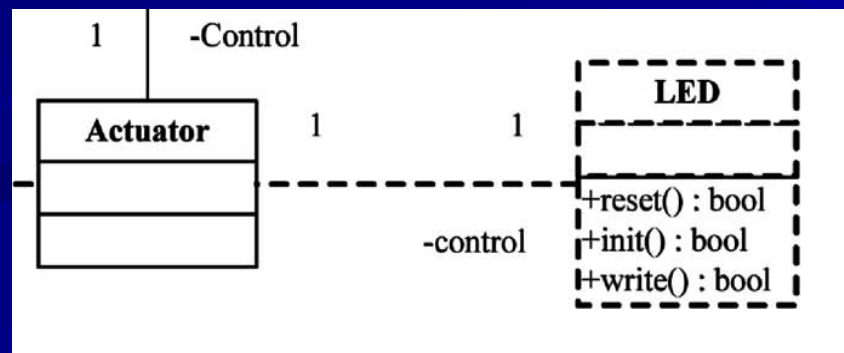 1 -Control
Actuator
1 1
LED
-control
+reset() : bool
+init() : bool
+write() : bool